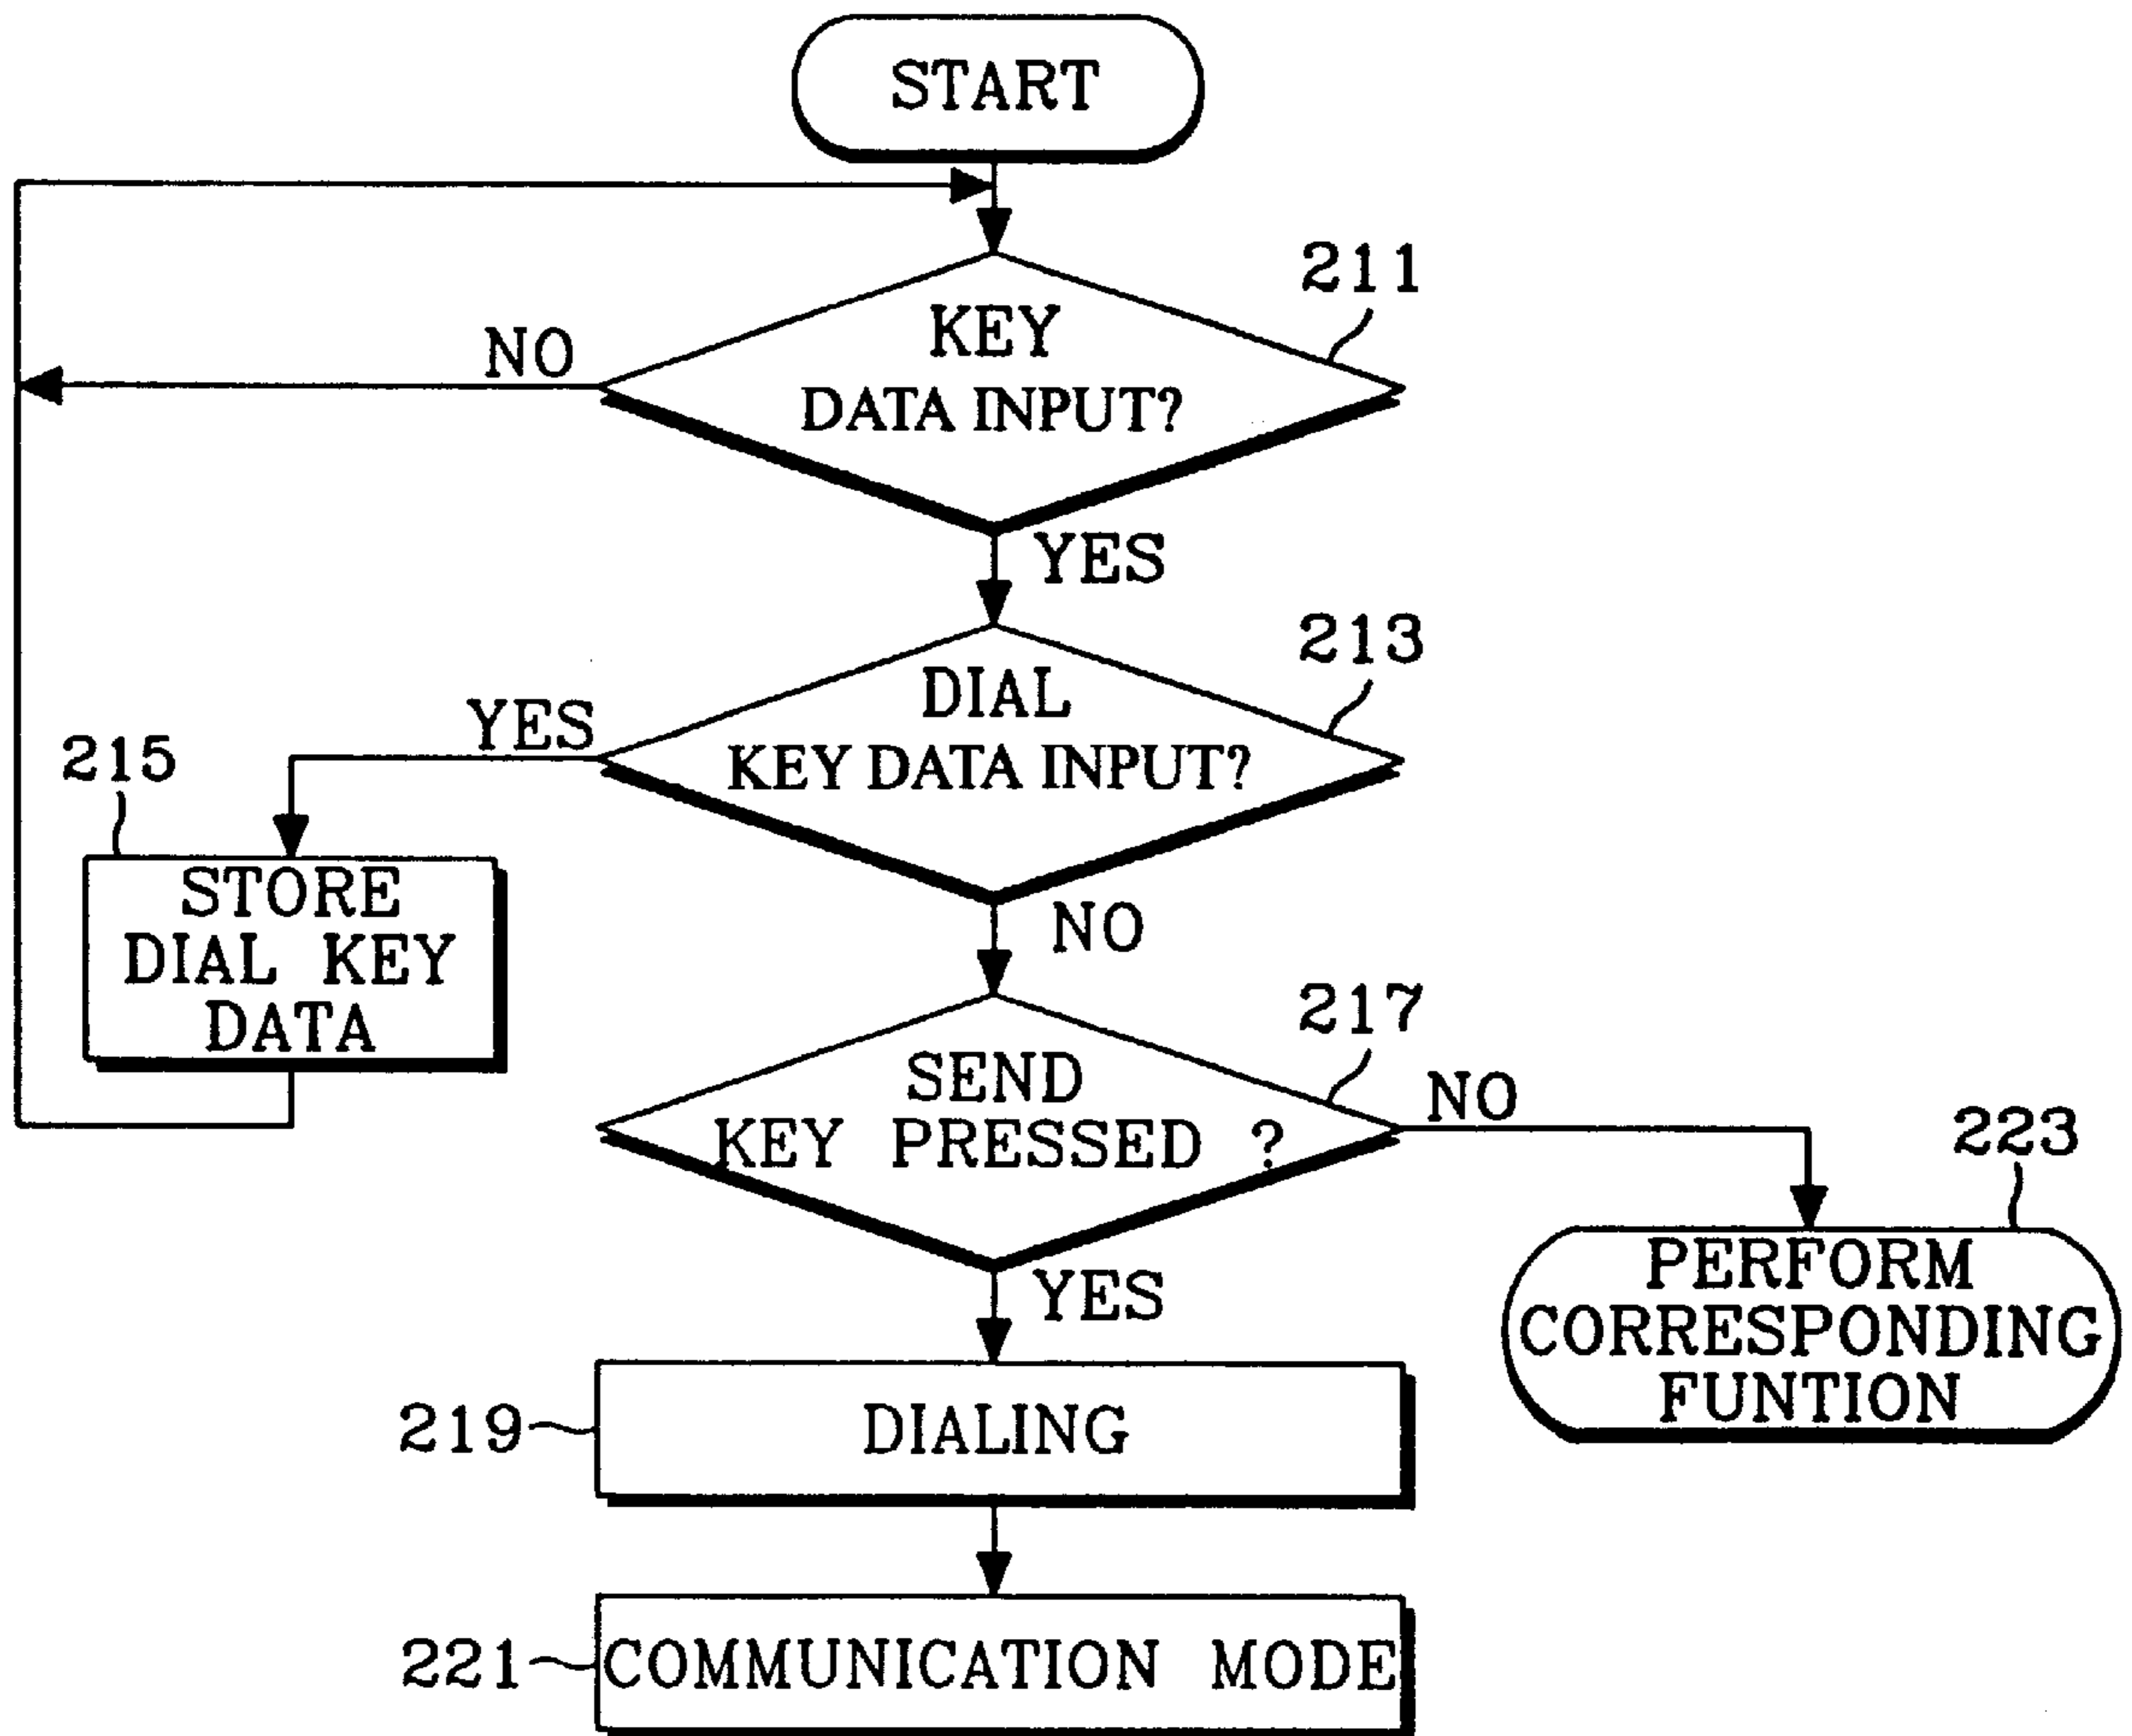 START
211
KEY
DATA INPUT?
NO
YES
213
DIAL
KEY DATA INPUT?
YES
215
STORE
DIAL KEY
DATA
NO
217
SEND
KEY PRESSED ?
NO
223
PERFORM
CORRESPONDING
FUNTION
YES
219
DIALING
221
COMMUNICATION MODE